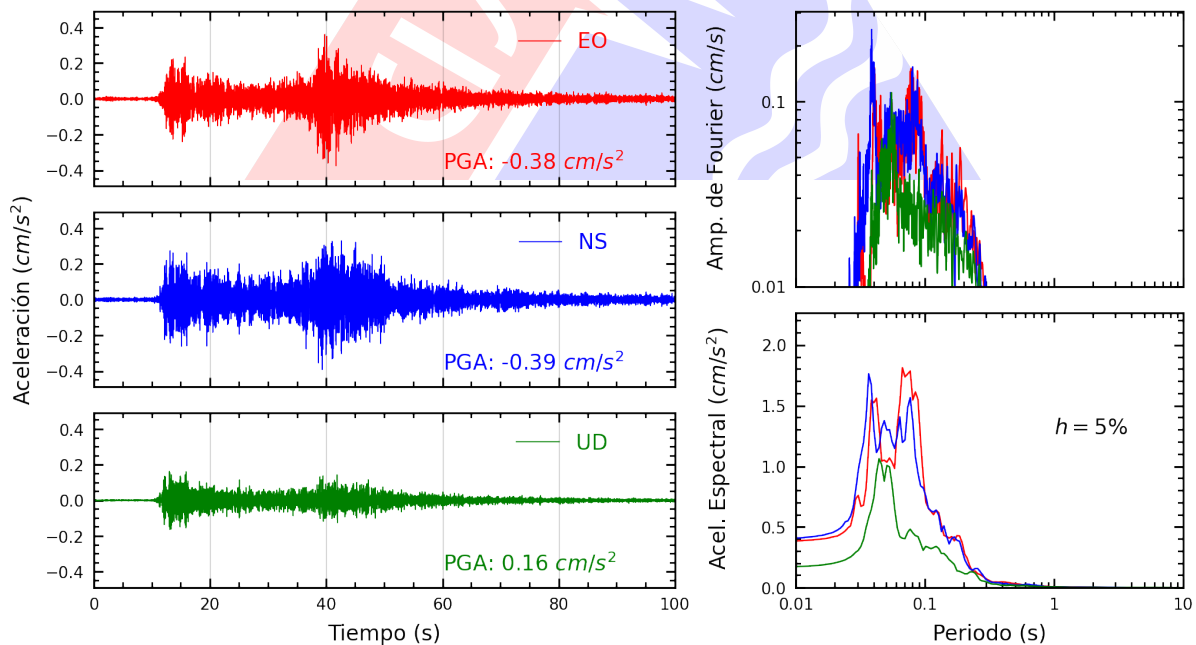 Aceleración (cm/s²)
0.4
0.2
0.0
−0.2
−0.4
EO
PGA: -0.38 cm/s²
0.4
0.2
0.0
−0.2
−0.4
NS
PGA: -0.39 cm/s²
0.4
0.2
0.0
−0.2
−0.4
UD
PGA: 0.16 cm/s²
0 20 40 60 80 100
Tiempo (s)
Amp. de Fourier (cm/s)
0.1
0.01
Acel. Espectral (cm/s²)
2.0
1.5
1.0
0.5
0.0
h = 5%
0.01 0.1 1 10
Periodo (s)